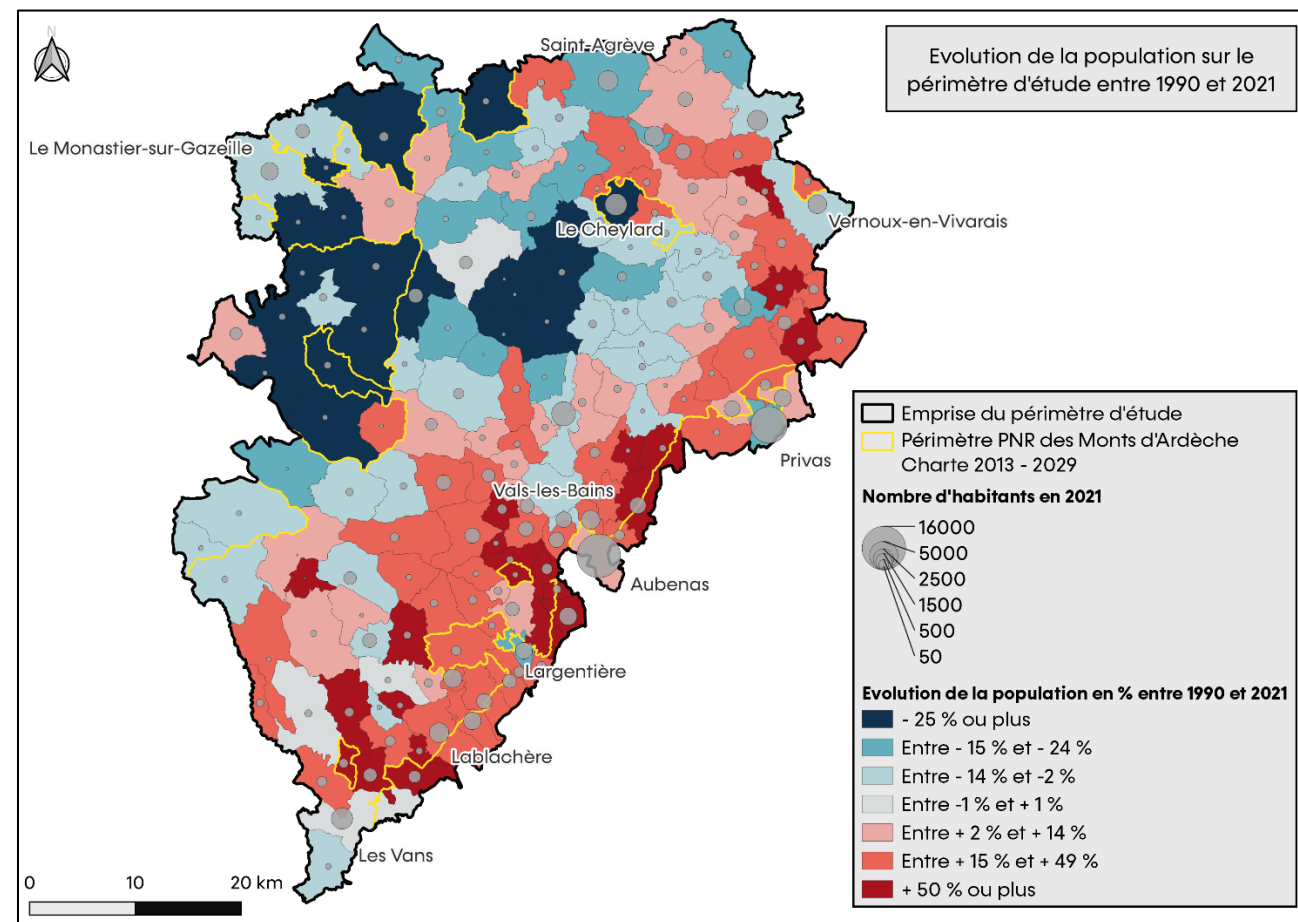 N
Evolution de la population sur le
périmètre d'étude entre 1990 et 2021
Saint-Agrève
Le Monastier-sur-Gazeille
Vernoux-en-Vivarais
Le Cheylard
Privas
Vals-les-Bains
Aubenas
Largentière
Lablachère
Les Vans
0 10 20 km
Emprise du périmètre d'étude
Périmètre PNR des Monts d'Ardèche
Charte 2013 - 2029
Nombre d'habitants en 2021
16000
5000
2500
1500
500
50
Evolution de la population en % entre 1990 et 2021
- 25 % ou plus
Entre - 15 % et - 24 %
Entre - 14 % et -2 %
Entre -1 % et + 1 %
Entre + 2 % et + 14 %
Entre + 15 % et + 49 %
+ 50 % ou plus